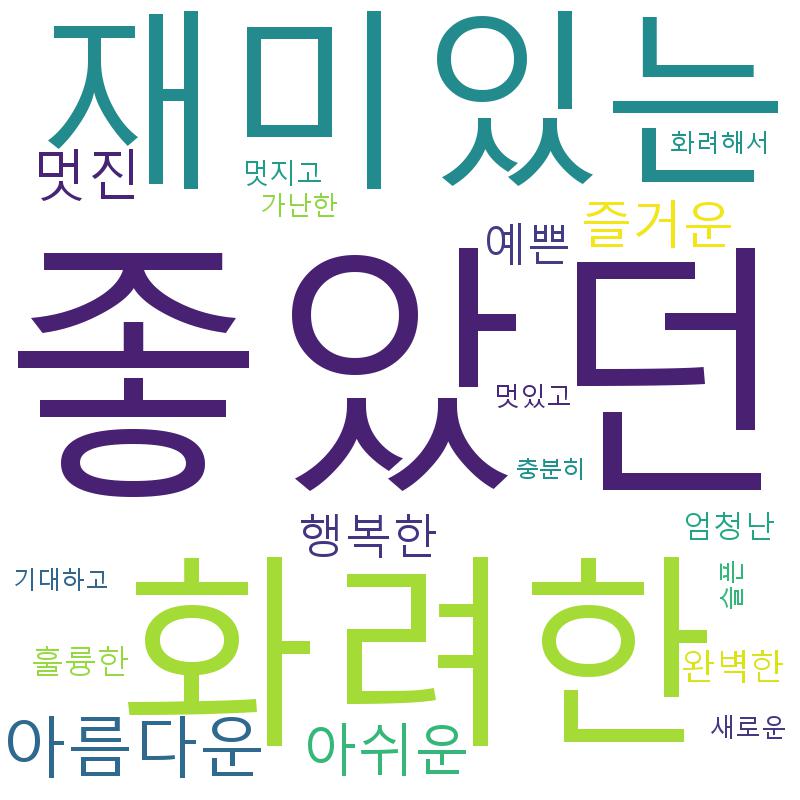 재미있는
화려해서
멋진
멋지고
가난한
즐거운
예쁜
좋았던
멋있고
충분히
행복한
엄청난
기대하고
화려한
슬픈
훌륭한
완벽한
아름다운
아쉬운
새로운